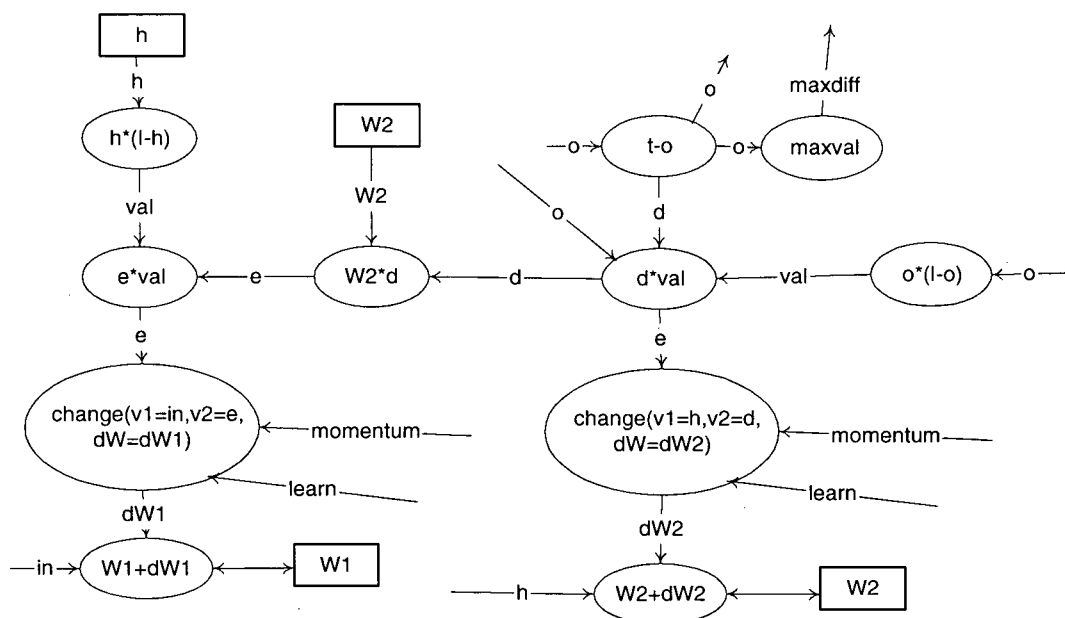 h
h
h*(l-h)
val
W2
W2
o
maxdiff
o
t-o
o
maxval
o
d
e*val
e
W2*d
d
d*val
val
o*(l-o)
o
e
e
change(v1=in,v2=e,
dW=dW1)
momentum
learn
change(v1=h,v2=d,
dW=dW2)
momentum
learn
dW1
dW2
in
W1+dW1
W1
h
W2+dW2
W2